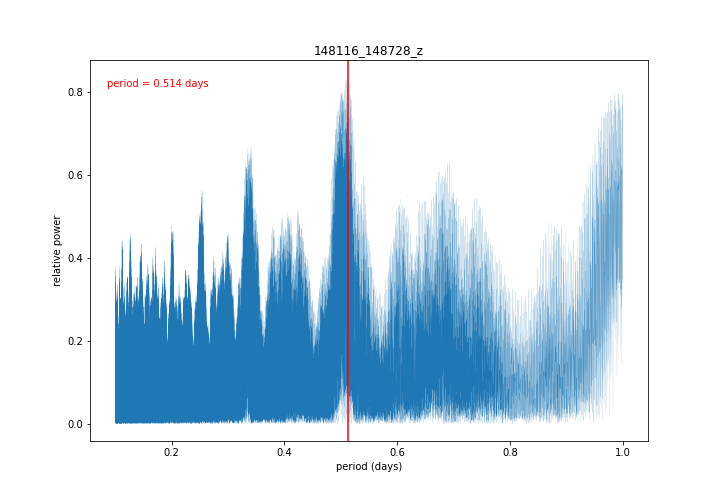 148116_148728_z
period = 0.514 days
relative power
0.8
0.6
0.4
0.2
0.0
0.2 0.4 0.6 0.8 1.0
period (days)